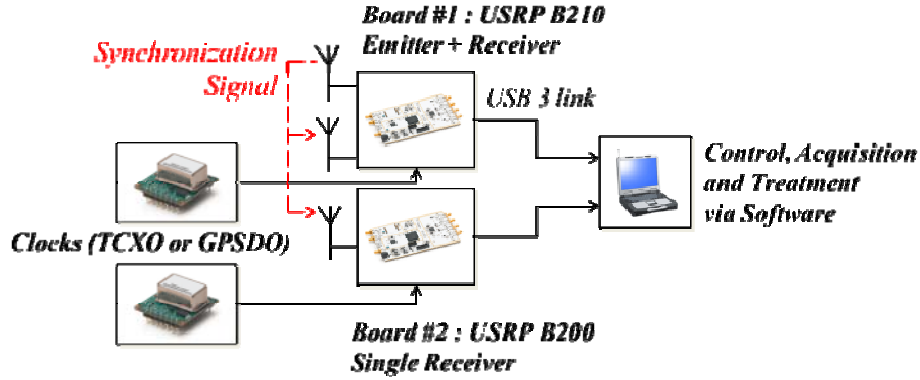 Board #1 : USRP B210
Emitter + Receiver
Synchronization
Signal
USB 3 link
Control, Acquisition
and Treatment
via Software
Clocks (TCXO or GPSDO)
Board #2 : USRP B200
Single Receiver